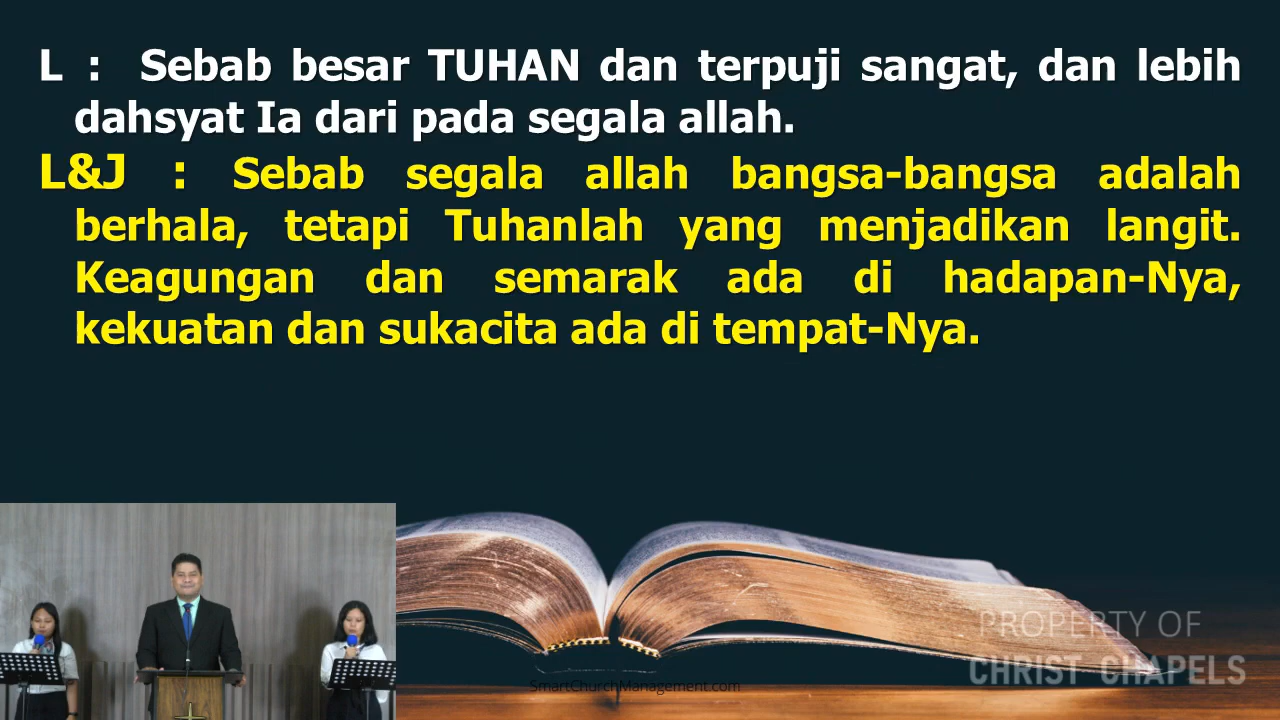 L : Sebab besar TUHAN dan terpuji sangat, dan lebih
dahsyat Ia dari pada segala allah.
L&J : Sebab segala allah bangsa-bangsa adalah
berhala, tetapi Tuhanlah yang menjadikan langit.
Keagungan dan semarak ada di hadapan-Nya,
kekuatan dan sukacita ada di tempat-Nya.
PROPERTY OF
CHRIST CHAPELS
SmartChurchManagement.com